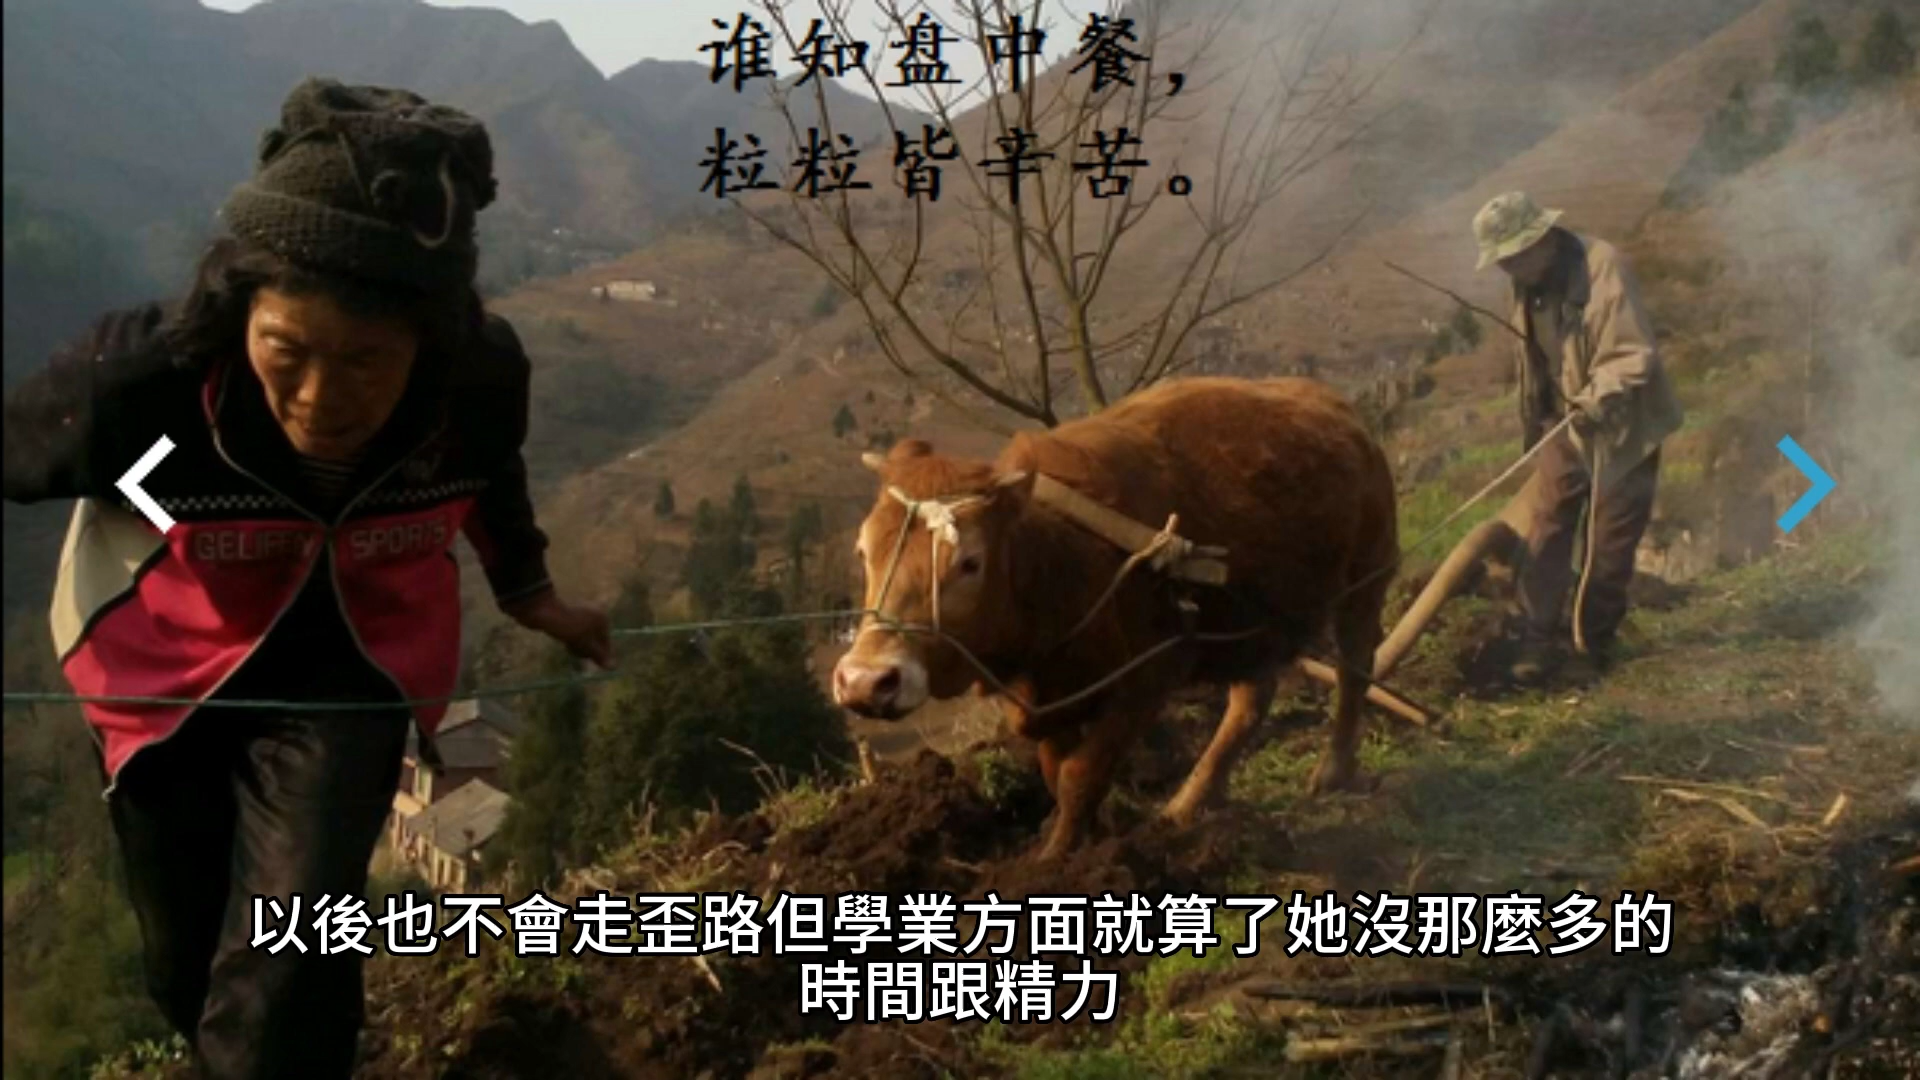 谁知盘中餐，
粒粒皆辛苦。
SPORTS
以後也不會走歪路但學業方面就算了她沒那麼多的
時間跟精力